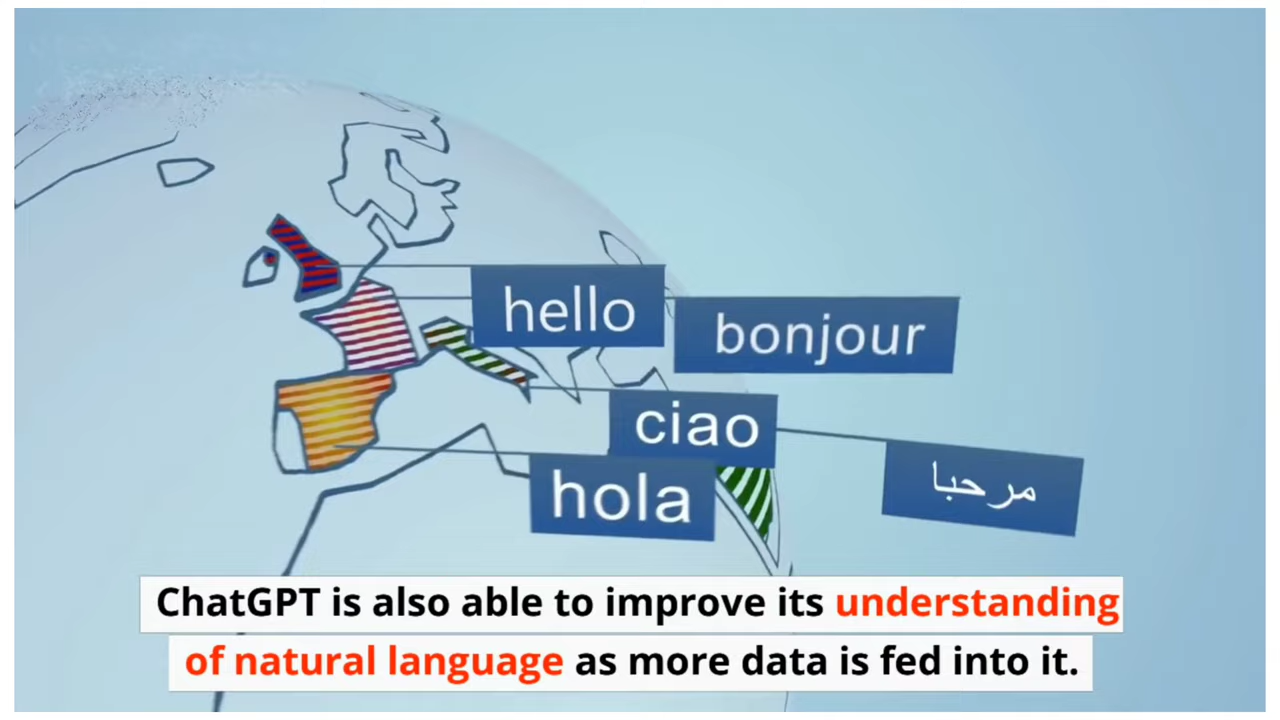 hello
bonjour
ciao
مرحبا
hola
ChatGPT is also able to improve its understanding
of natural language as more data is fed into it.